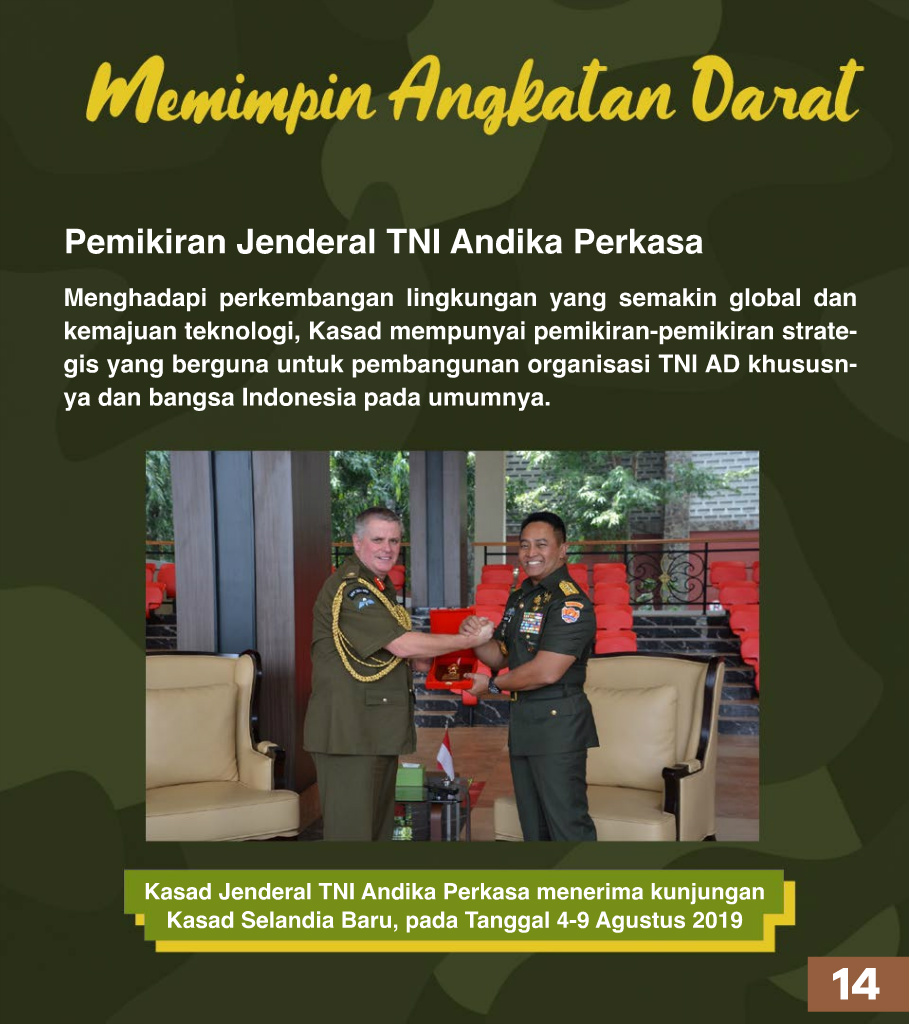 Memimpin Angkatan Darat
Pemikiran Jenderal TNI Andika Perkasa
Menghadapi perkembangan lingkungan yang semakin global dan
kemajuan teknologi, Kasad mempunyai pemikiran-pemikiran strate-
gis yang berguna untuk pembangunan organisasi TNI AD khususn-
ya dan bangsa Indonesia pada umumnya.
Kasad Jenderal TNI Andika Perkasa menerima kunjungan
Kasad Selandia Baru, pada Tanggal 4-9 Agustus 2019
14